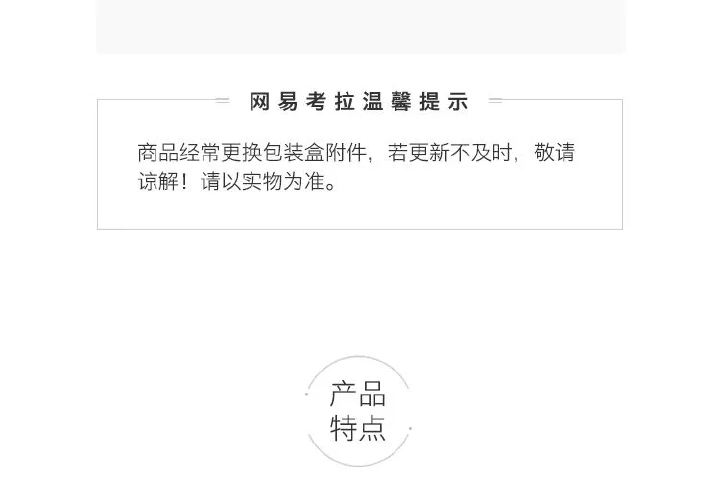 网易考拉温馨提示
商品经常更换包装盒附件，若更新不及时，敬请
谅解！请以实物为准。
产品
特点